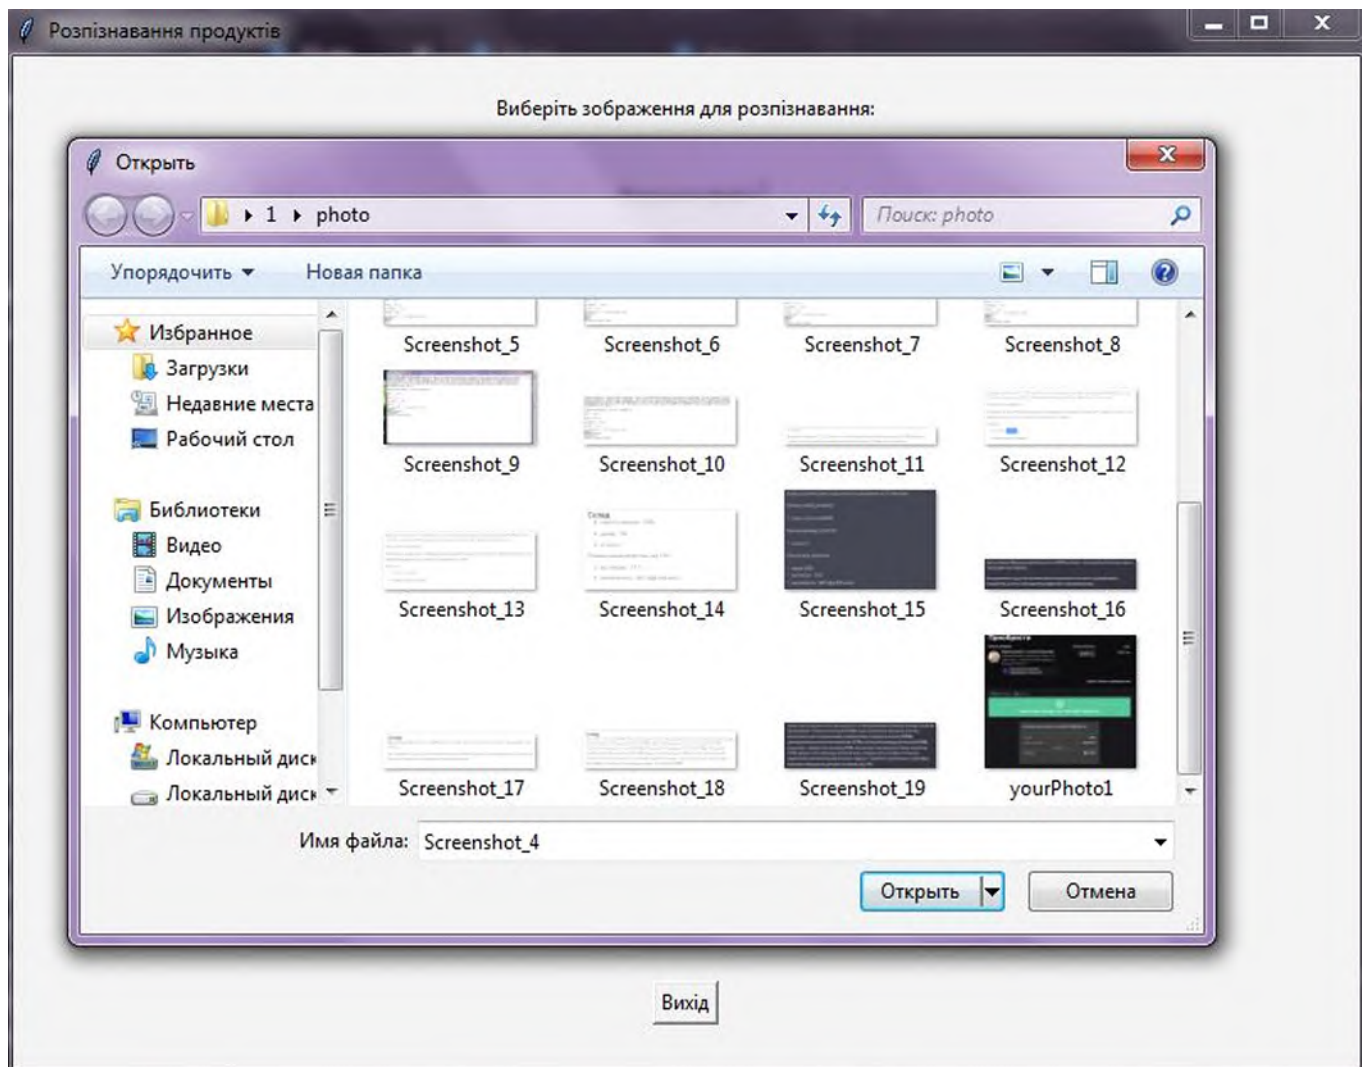 Розпізнавання продуктів
Виберіть зображення для розпізнавання:
Открыть
1 photo
Поиск: photo
Упорядочить Новая папка
Избранное
Загрузки
Недавние места
Рабочий стол
Библиотеки
Видео
Документы
Изображения
Музыка
Компьютер
Локальный диск
Локальный диск
Screenshot_5 Screenshot_6 Screenshot_7 Screenshot_8
Screenshot_9 Screenshot_10 Screenshot_11 Screenshot_12
Склад
Screenshot_13 Screenshot_14 Screenshot_15 Screenshot_16
Приобрести
Screenshot_17 Screenshot_18 Screenshot_19 yourPhoto1
Имя файла: Screenshot_4
Открыть Отмена
Вихід